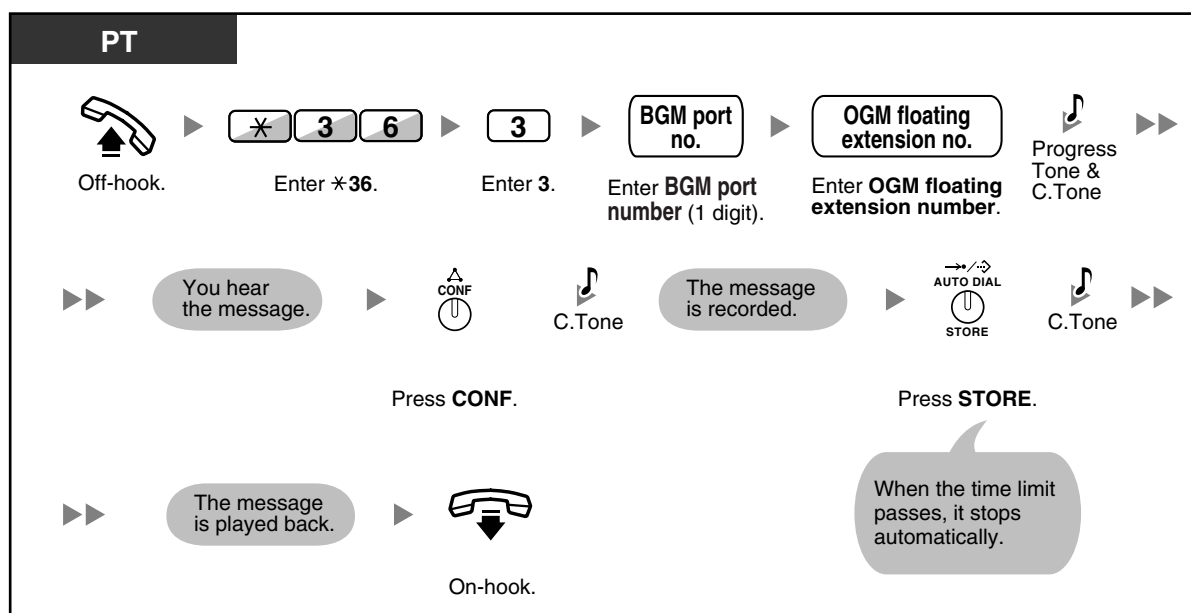 PT
✳ 3 6
3
BGM port
no.
OGM floating
extension no.
Progress
Tone &
C.Tone
Off-hook.
Enter ✳36.
Enter 3.
Enter BGM port
number (1 digit).
Enter OGM floating
extension number.
You hear
the message.
CONF
C.Tone
The message
is recorded.
AUTO DIAL
STORE
C.Tone
Press CONF.
Press STORE.
The message
is played back.
When the time limit
passes, it stops
automatically.
On-hook.